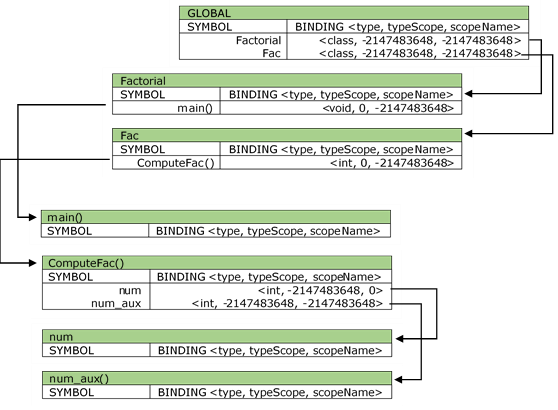 GLOBAL
SYMBOL BINDING <type, typeScope, scopeName>
Factorial <class, -2147483648, -2147483648>
Fac <class, -2147483648, -2147483648>
Factorial
SYMBOL BINDING <type, typeScope, scopeName>
main() <void, 0, -2147483648>
Fac
SYMBOL BINDING <type, typeScope, scopeName>
ComputeFac() <int, 0, -2147483648>
main()
SYMBOL BINDING <type, typeScope, scopeName>
ComputeFac()
SYMBOL BINDING <type, typeScope, scopeName>
num <int, -2147483648, 0>
num_aux <int, -2147483648, -2147483648>
num
SYMBOL BINDING <type, typeScope, scopeName>
num_aux()
SYMBOL BINDING <type, typeScope, scopeName>